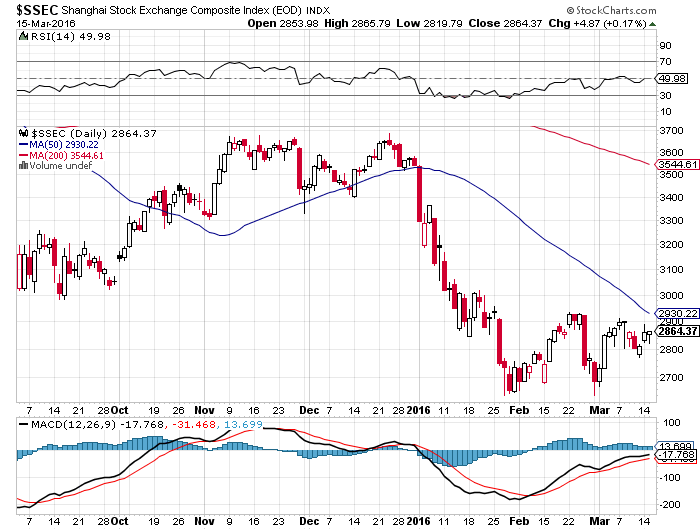 $SSEC Shanghai Stock Exchange Composite Index (EOD) INDX © StockCharts.com
15-Mar-2016 Open 2853.98 High 2865.79 Low 2819.79 Close 2864.37 Chg +4.87 (+0.17%)
RSI(14) 49.98
90
70
49.98
30
10
$SSEC (Daily) 2864.37
MA(50) 2930.22
MA(200) 3544.61
Volume undef
3700
3600
3544.61
3500
3400
3300
3200
3100
3000
2930.22
2900
2864.37
2700
7 14 21 28 Oct 19 26 Nov 9 16 23 Dec 7 14 21 28 2016 11 18 25 Feb 15 22 Mar 7 14
MACD(12,26,9) -17.768, -31.468, 13.699
100
13.699
-17.768
-100
-200
7 14 21 28 Oct 19 26 Nov 9 16 23 Dec 7 14 21 28 2016 11 18 25 Feb 15 22 Mar 7 14